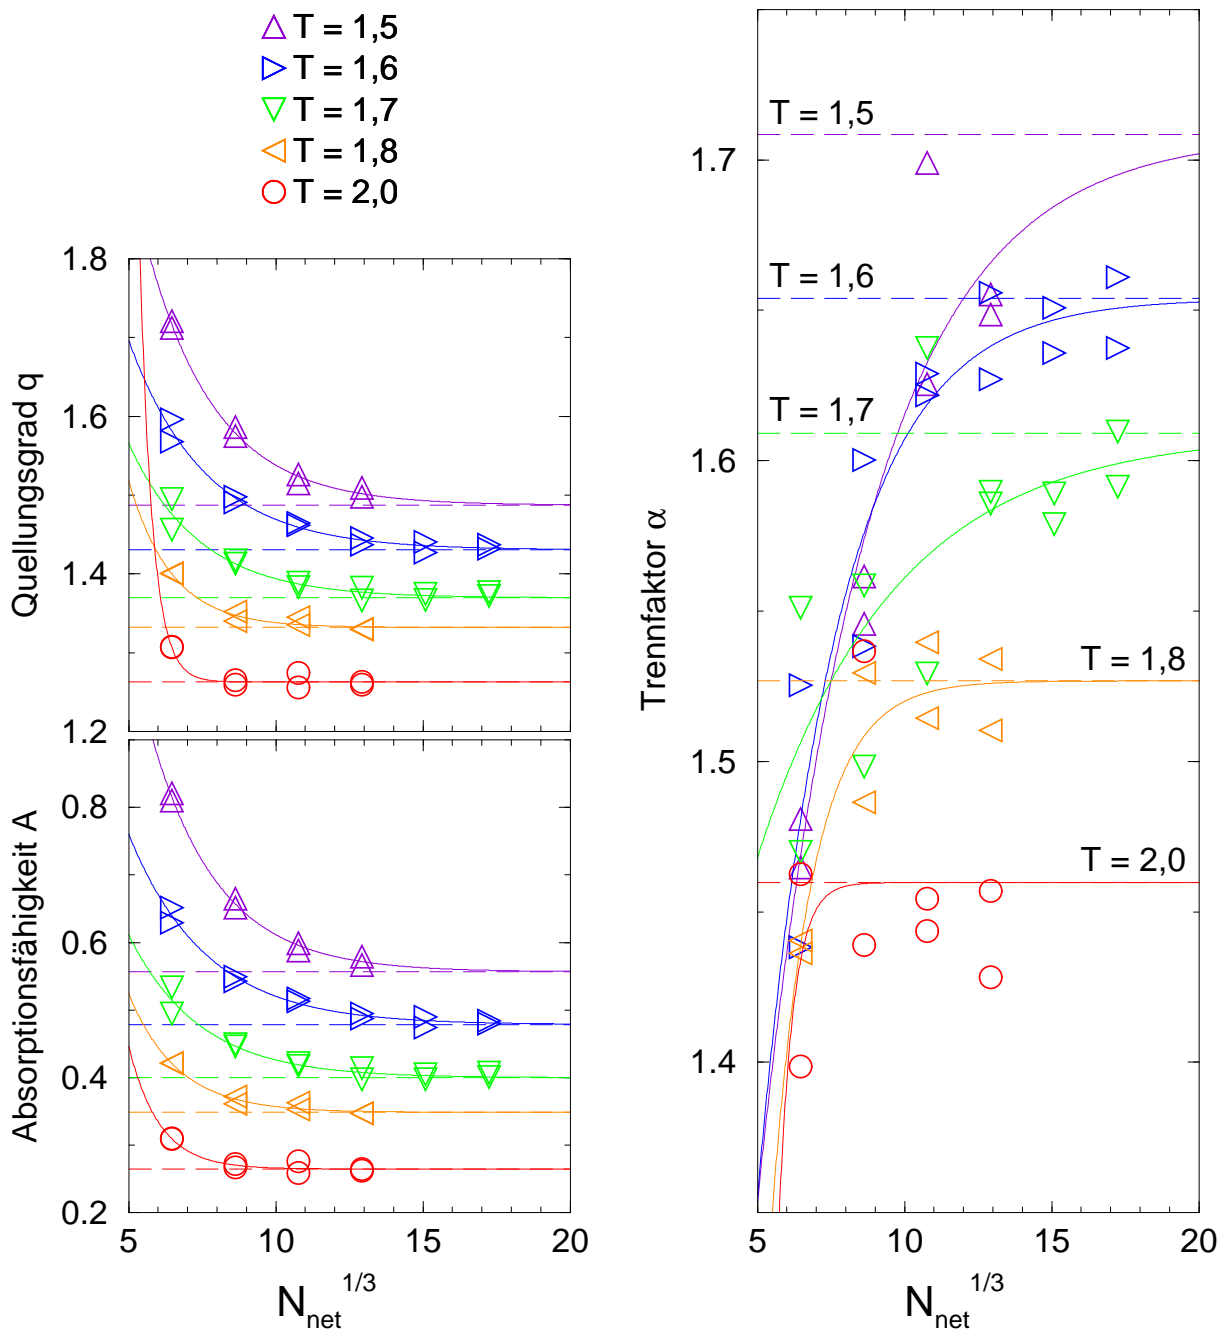 T = 1,5
T = 1,6
T = 1,7
T = 1,8
T = 2,0
Quellungsgrad q
1.8
1.6
1.4
1.2
Absorptionsfähigkeit A
0.8
0.6
0.4
0.2
5 10 15 20
N_net^1/3
Trennfaktor α
1.7
1.6
1.5
1.4
T = 1,5
T = 1,6
T = 1,7
T = 1,8
T = 2,0
5 10 15 20
N_net^1/3